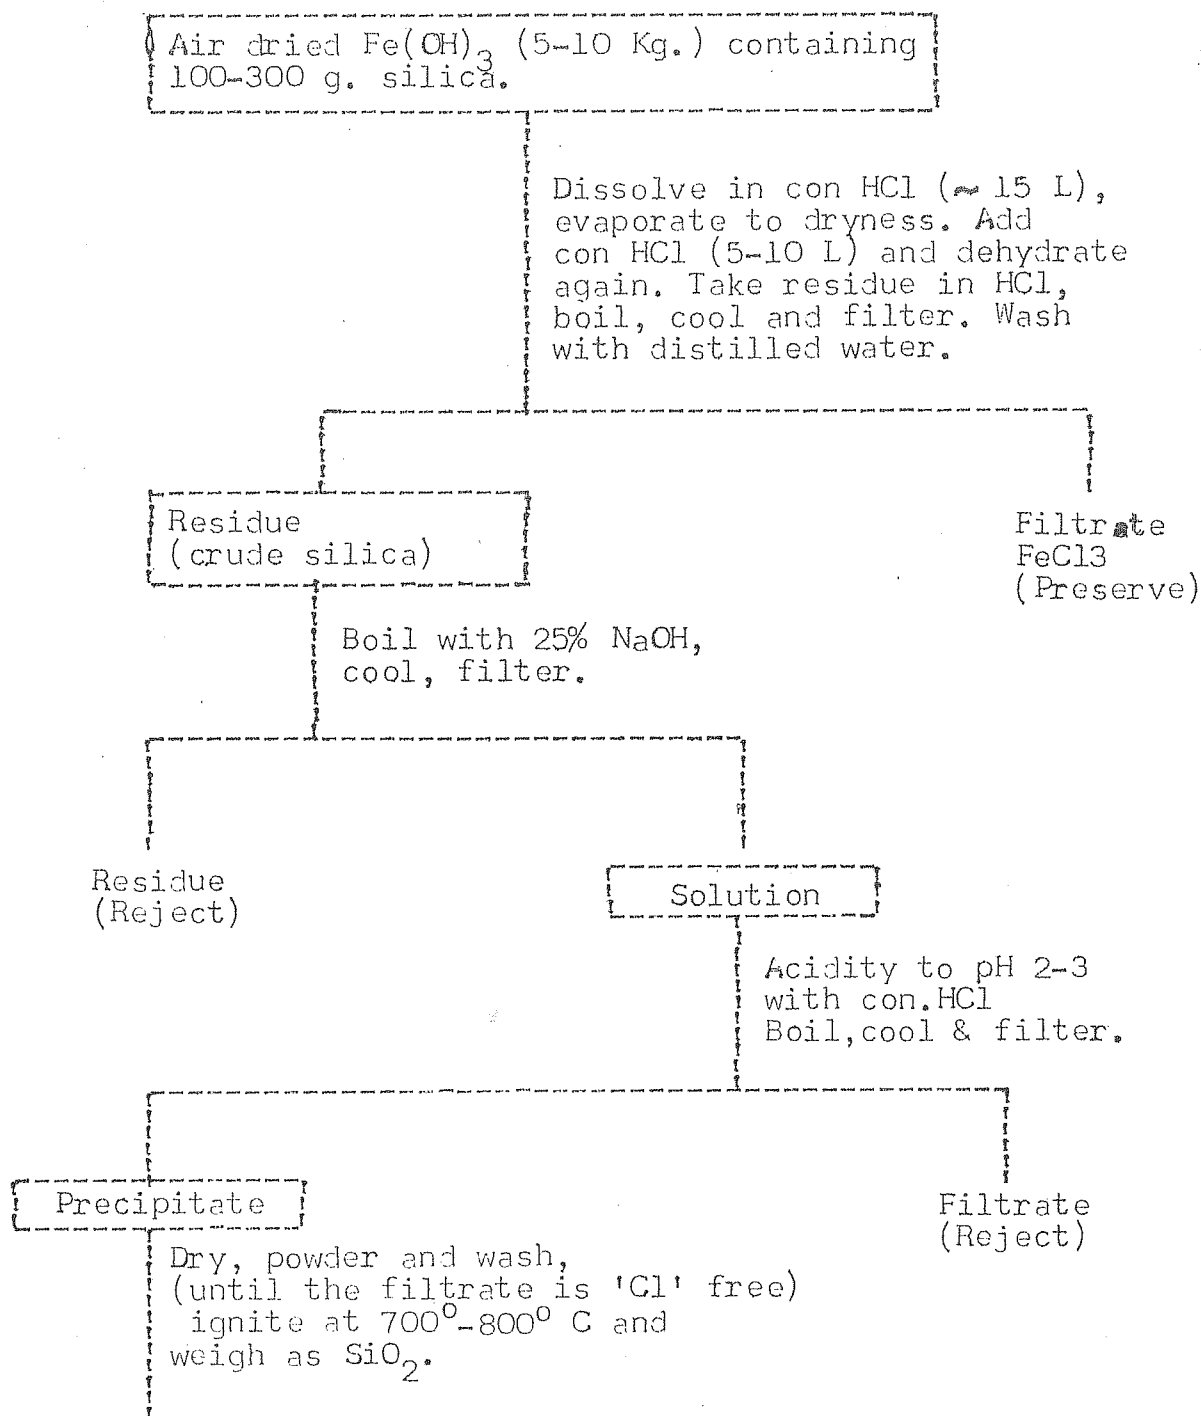 Air dried Fe(OH)3 (5-10 Kg.) containing
100-300 g. silica.
Dissolve in con HCl (~ 15 L),
evaporate to dryness. Add
con HCl (5-10 L) and dehydrate
again. Take residue in HCl,
boil, cool and filter. Wash
with distilled water.
Residue
(crude silica)
Filtrate
FeCl3
(Preserve)
Boil with 25% NaOH,
cool, filter.
Residue
(Reject)
Solution
Acidity to pH 2-3
with con.HCl
Boil,cool & filter.
Precipitate
Filtrate
(Reject)
Dry, powder and wash,
(until the filtrate is 'Cl' free)
ignite at 700°-800° C and
weigh as SiO2.